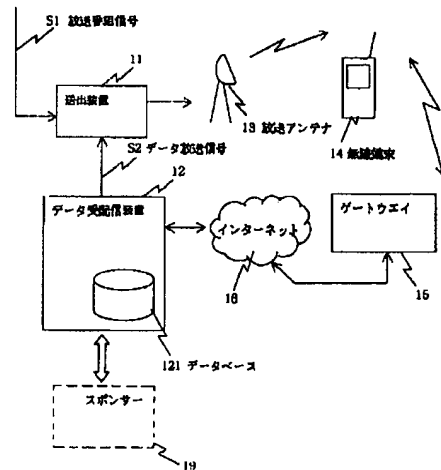 S1 放送番組信号
11
送出装置
13 放送アンテナ
14 無線端末
S2 データ放送信号
12
データ受配信装置
インターネット
ゲートウエイ
16
15
121 データベース
スポンサー
19